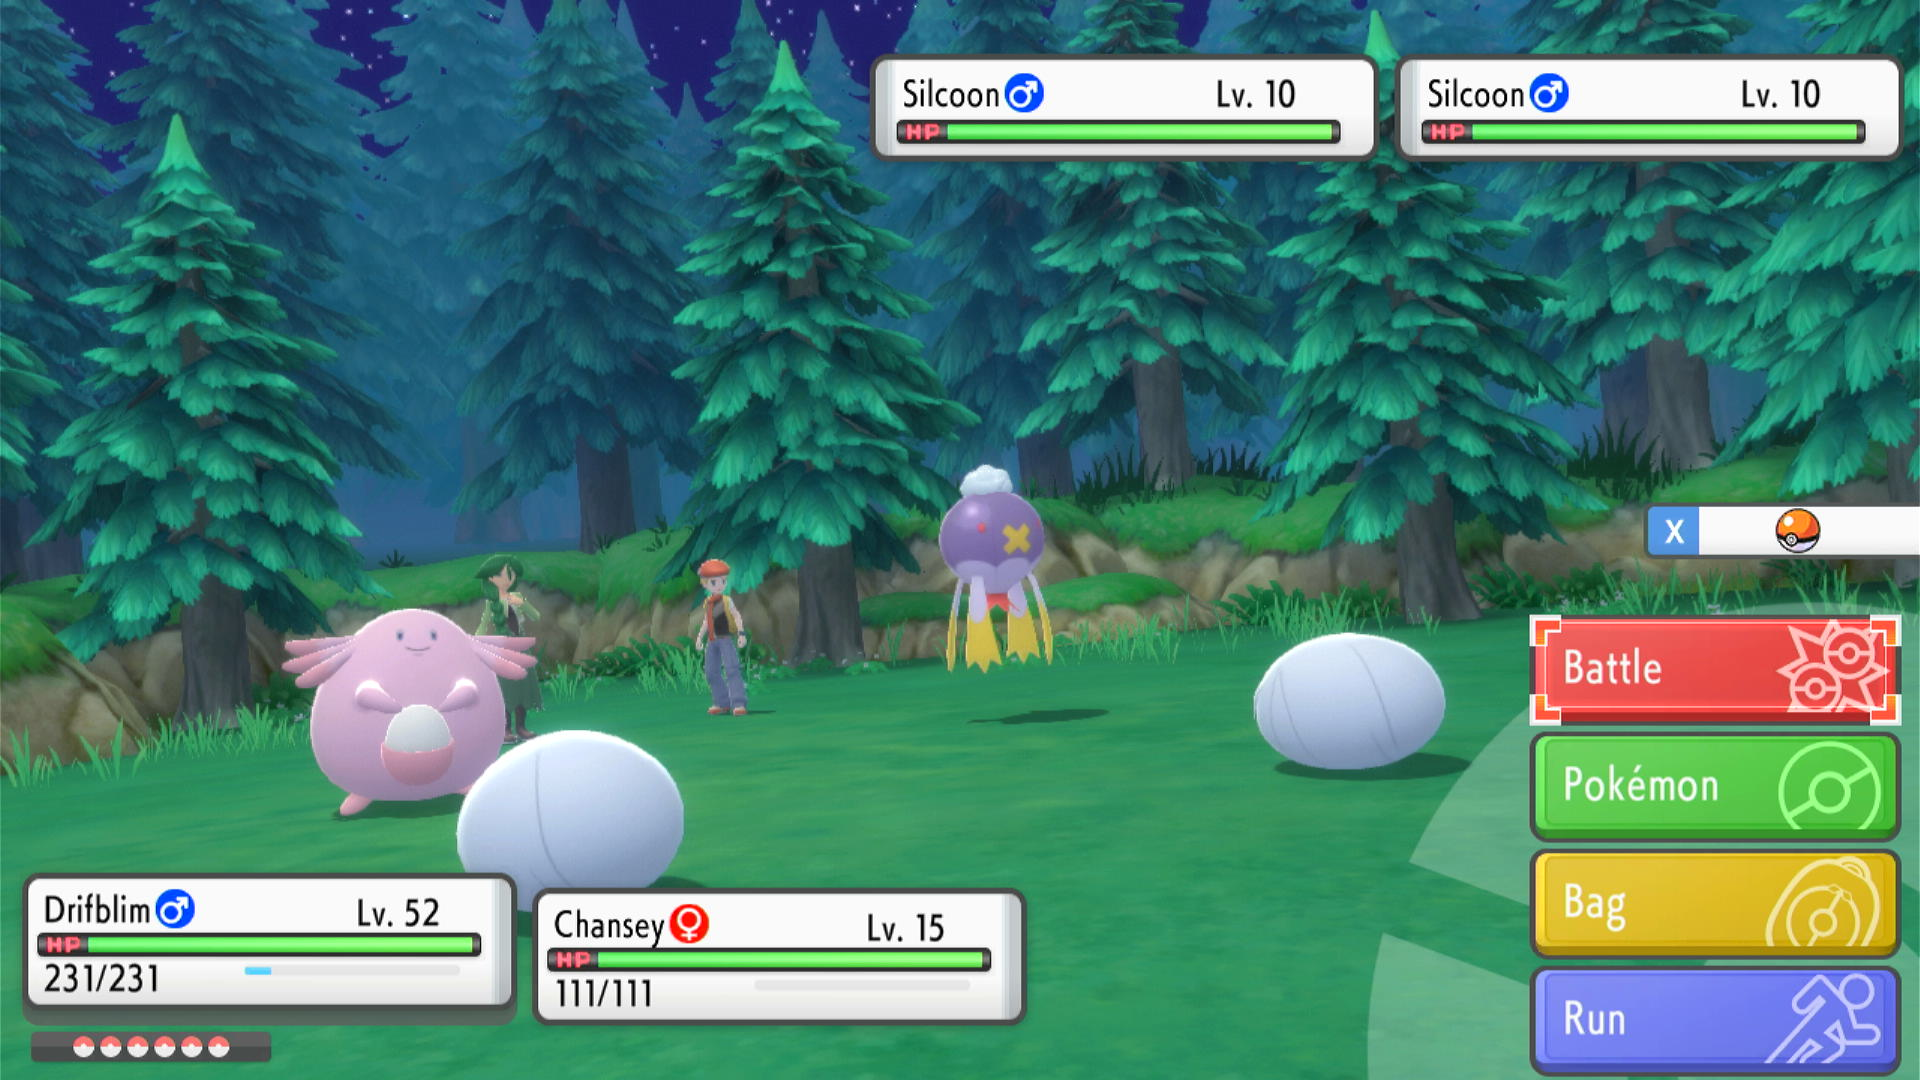 Silcoon♂ Lv. 10
HP
Silcoon♂ Lv. 10
HP
X
Battle
Pokémon
Bag
Run
Drifblim♂ Lv. 52
HP
231/231
Chansey♀ Lv. 15
HP
111/111